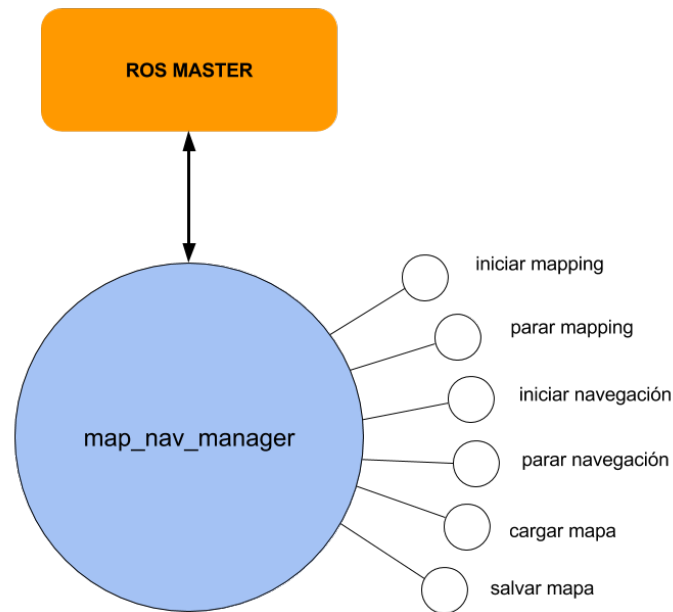 ROS MASTER
iniciar mapping
parar mapping
iniciar navegación
map_nav_manager
parar navegación
cargar mapa
salvar mapa